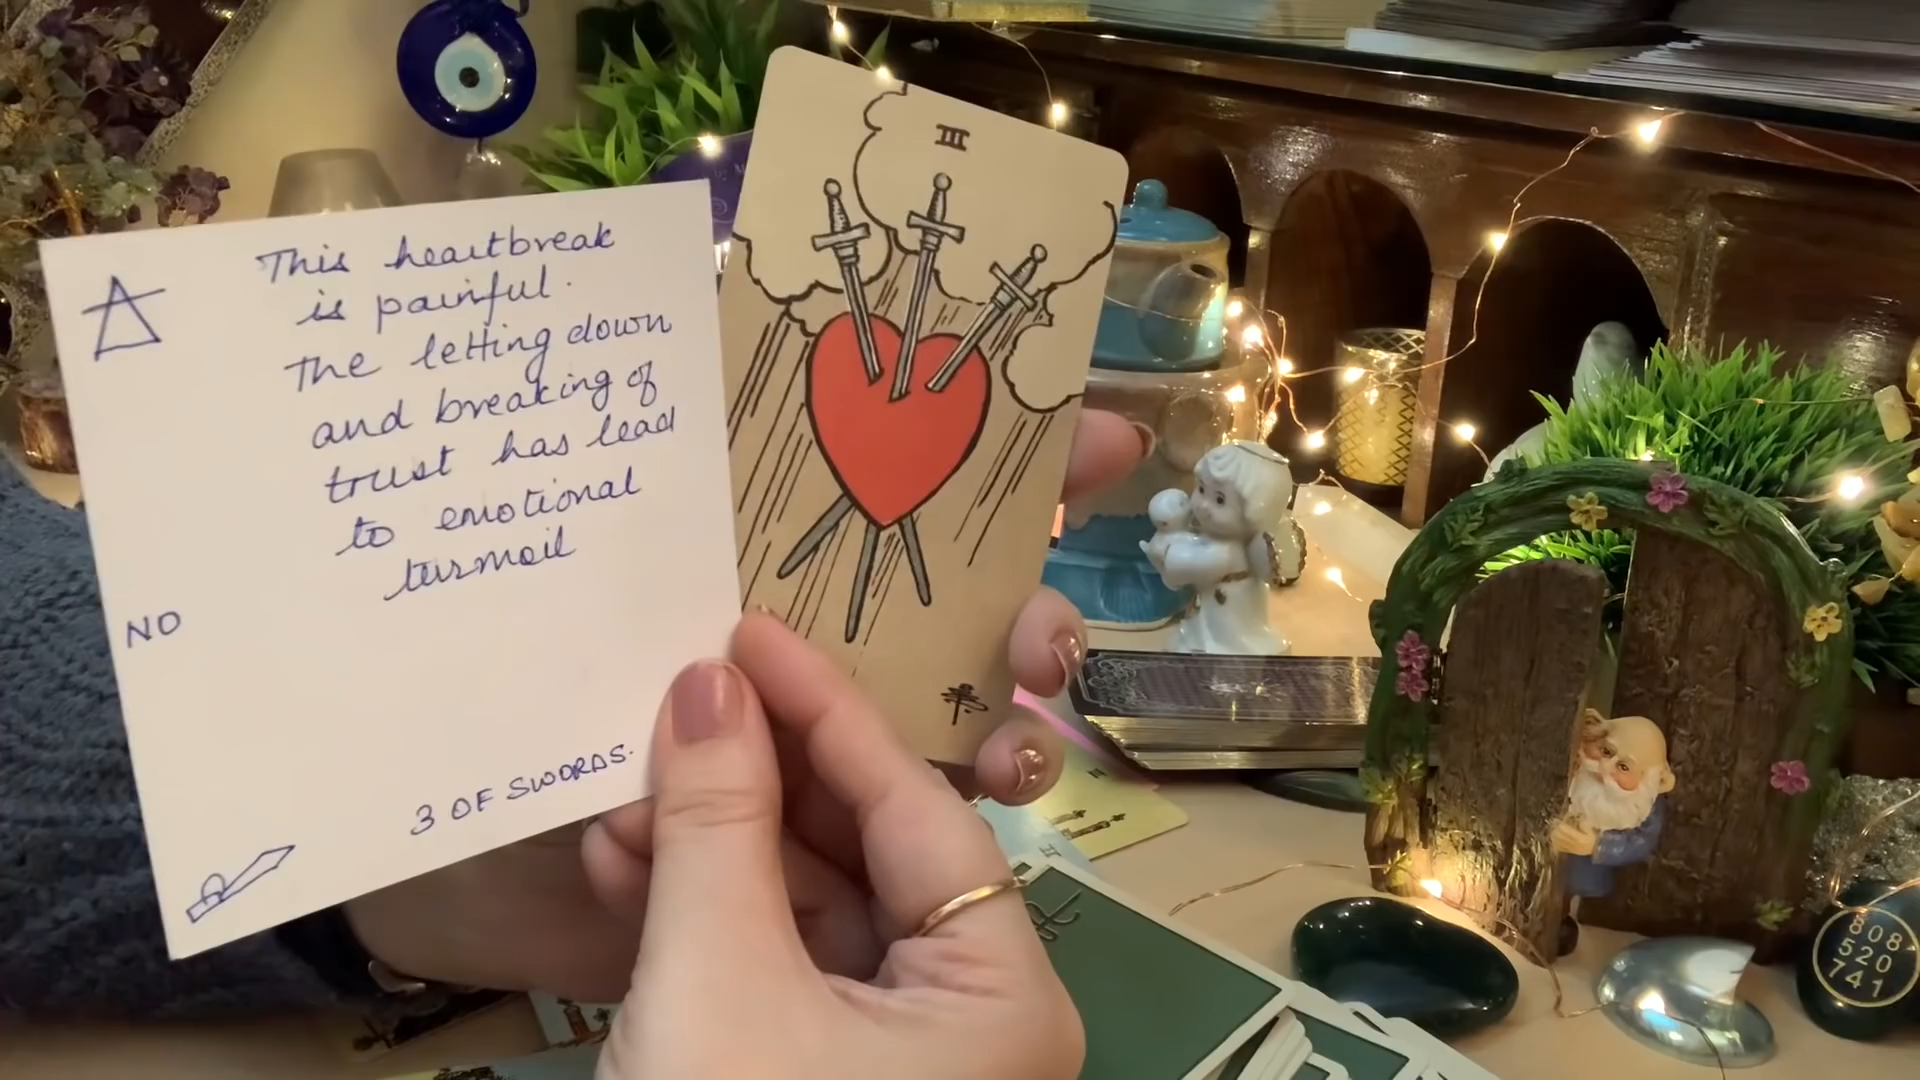 This heartbreak
is painful.
The letting down
and breaking of
trust has lead
to emotional
turmoil
NO
3 OF SWORDS.
III
808
520
741